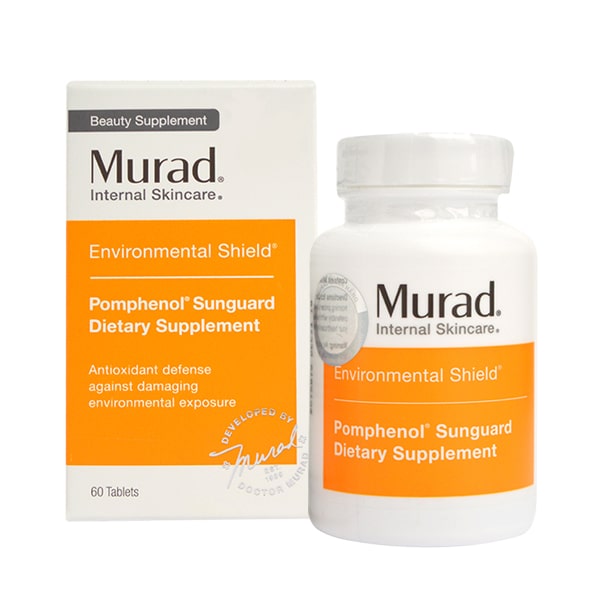 Beauty Supplement
Murad®
Internal Skincare®
Environmental Shield®
Pomphenol® Sunguard
Dietary Supplement
Antioxidant defense
against damaging
environmental exposure
DEVELOPED BY
Murad
DOCTOR MURAD
60 Tablets
Murad®
Internal Skincare®
Environmental Shield®
Pomphenol® Sunguard
Dietary Supplement